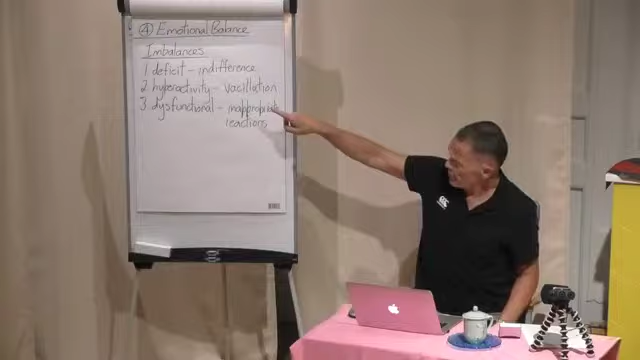 ④ Emotional Balance
Imbalances
1 deficit - indifference
2 hyperactivity - vacillation
3 dysfunctional - inappropriate
reactions